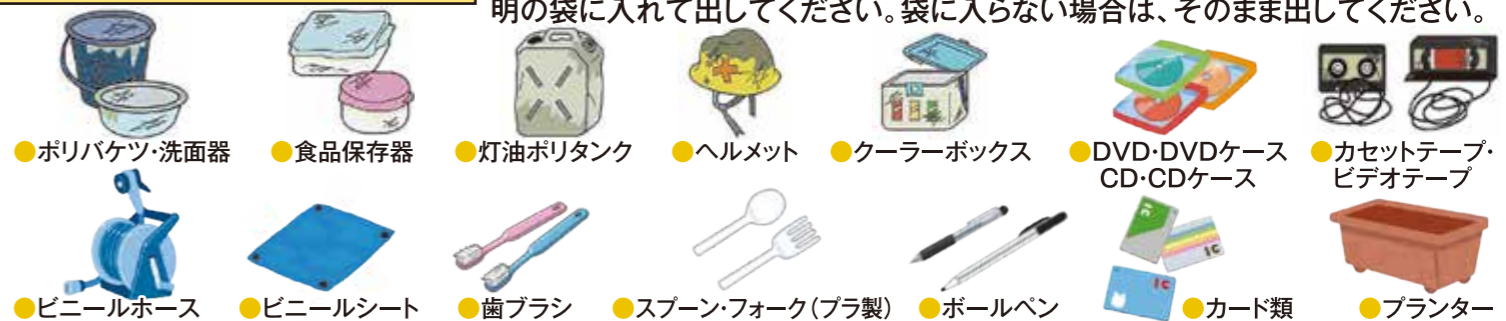 明の袋に入れて出してください。袋に入らない場合は、そのまま出してください。
●ポリバケツ・洗面器 ●食品保存器 ●灯油ポリタンク ●ヘルメット ●クーラーボックス ●DVD・DVDケース ●カセットテープ・
CD・CDケース ビデオテープ
●ビニールホース ●ビニールシート ●歯ブラシ ●スプーン・フォーク(プラ製) ●ボールペン ●カード類 ●プランター
IC
IC
IC